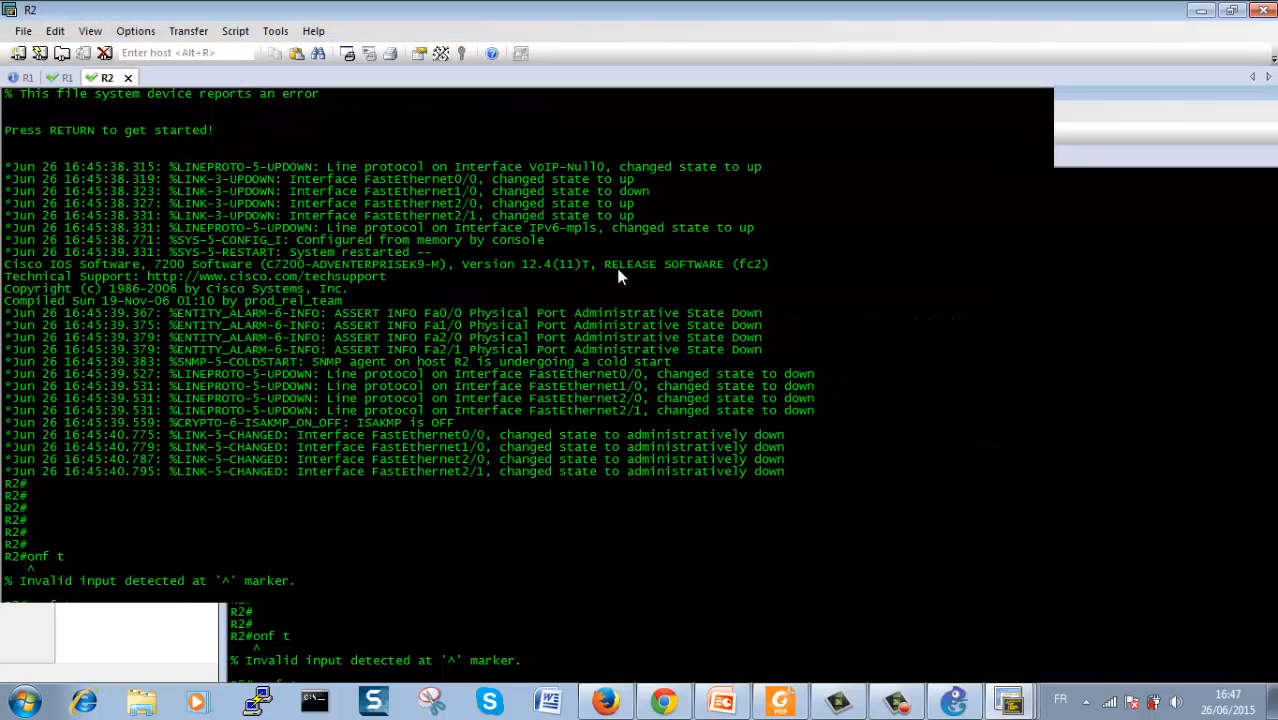 R2
File Edit View Options Transfer Script Tools Help
Enter host <Alt+R>
R1 R1 R2
% This file system device reports an error
Press RETURN to get started!
*Jun 26 16:45:38.315: %LINEPROTO-5-UPDOWN: Line protocol on Interface VoIP-Null0, changed state to up
*Jun 26 16:45:38.319: %LINK-3-UPDOWN: Interface FastEthernet0/0, changed state to up
*Jun 26 16:45:38.323: %LINK-3-UPDOWN: Interface FastEthernet1/0, changed state to down
*Jun 26 16:45:38.327: %LINK-3-UPDOWN: Interface FastEthernet2/0, changed state to up
*Jun 26 16:45:38.331: %LINK-3-UPDOWN: Interface FastEthernet2/1, changed state to up
*Jun 26 16:45:38.331: %LINEPROTO-5-UPDOWN: Line protocol on Interface IPv6-mpls, changed state to up
*Jun 26 16:45:38.771: %SYS-5-CONFIG_I: Configured from memory by console
*Jun 26 16:45:39.331: %SYS-5-RESTART: System restarted --
Cisco IOS Software, 7200 Software (C7200-ADVENTERPRISEK9-M), Version 12.4(11)T, RELEASE SOFTWARE (fc2)
Technical Support: http://www.cisco.com/techsupport
Copyright (c) 1986-2006 by Cisco Systems, Inc.
Compiled Sun 19-Nov-06 01:10 by prod_rel_team
*Jun 26 16:45:39.367: %ENTITY_ALARM-6-INFO: ASSERT INFO Fa0/0 Physical Port Administrative State Down
*Jun 26 16:45:39.375: %ENTITY_ALARM-6-INFO: ASSERT INFO Fa1/0 Physical Port Administrative State Down
*Jun 26 16:45:39.379: %ENTITY_ALARM-6-INFO: ASSERT INFO Fa2/0 Physical Port Administrative State Down
*Jun 26 16:45:39.379: %ENTITY_ALARM-6-INFO: ASSERT INFO Fa2/1 Physical Port Administrative State Down
*Jun 26 16:45:39.383: %SNMP-5-COLDSTART: SNMP agent on host R2 is undergoing a cold start
*Jun 26 16:45:39.527: %LINEPROTO-5-UPDOWN: Line protocol on Interface FastEthernet0/0, changed state to down
*Jun 26 16:45:39.531: %LINEPROTO-5-UPDOWN: Line protocol on Interface FastEthernet1/0, changed state to down
*Jun 26 16:45:39.531: %LINEPROTO-5-UPDOWN: Line protocol on Interface FastEthernet2/0, changed state to down
*Jun 26 16:45:39.531: %LINEPROTO-5-UPDOWN: Line protocol on Interface FastEthernet2/1, changed state to down
*Jun 26 16:45:39.559: %CRYPTO-6-ISAKMP_ON_OFF: ISAKMP is OFF
*Jun 26 16:45:40.775: %LINK-5-CHANGED: Interface FastEthernet0/0, changed state to administratively down
*Jun 26 16:45:40.779: %LINK-5-CHANGED: Interface FastEthernet1/0, changed state to administratively down
*Jun 26 16:45:40.787: %LINK-5-CHANGED: Interface FastEthernet2/0, changed state to administratively down
*Jun 26 16:45:40.795: %LINK-5-CHANGED: Interface FastEthernet2/1, changed state to administratively down
R2#
R2#
R2#
R2#
R2#
R2#
R2#onf t
^
% Invalid input detected at '^' marker.
R2#
R2#
R2#onf t
^
% Invalid input detected at '^' marker.
FR
16:47
26/06/2015